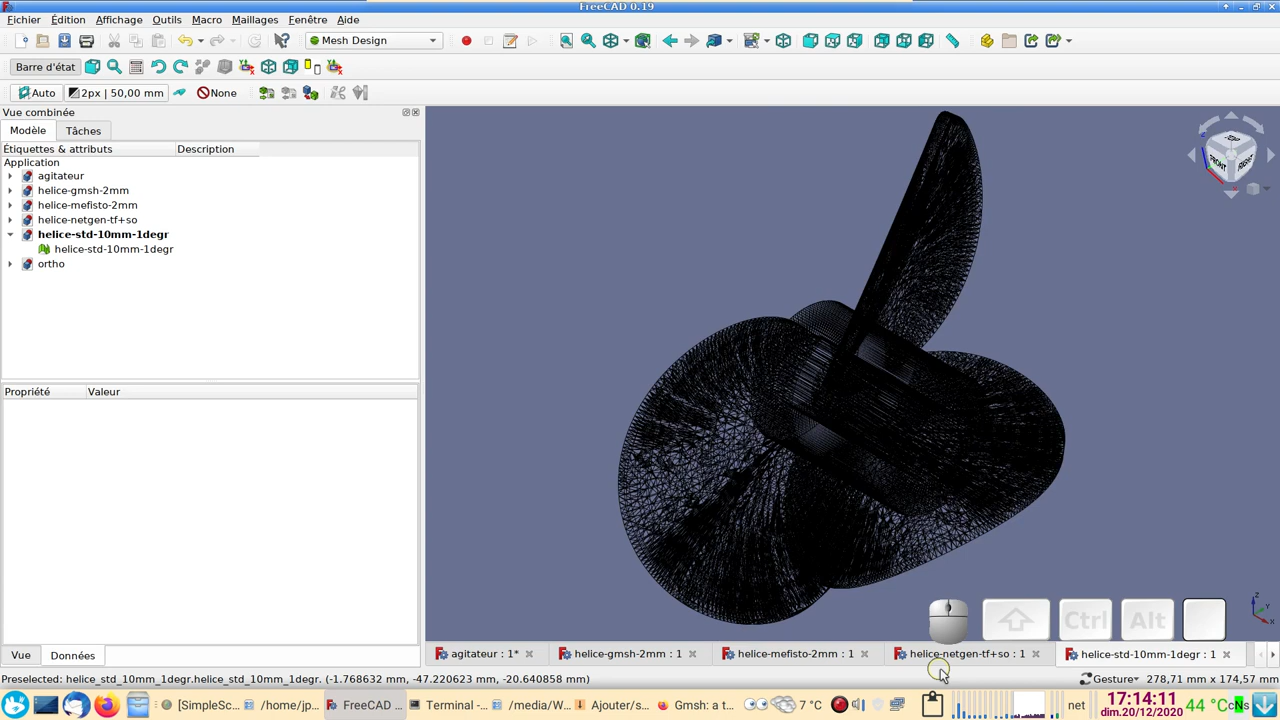 FreeCAD 0.19
Fichier Édition Affichage Outils Macro Maillages Fenêtre Aide
Mesh Design
Barre d'état
Auto 2px | 50,00 mm None
Vue combinée
Modèle Tâches
Étiquettes & attributs Description
Application
agitateur
helice-gmsh-2mm
helice-mefisto-2mm
helice-netgen-tf+so
helice-std-10mm-1degr
helice-std-10mm-1degr
ortho
Propriété Valeur
FRONT
Ctrl Alt
Z
Y
X
Vue Données
agitateur : 1* helice-gmsh-2mm : 1 helice-mefisto-2mm : 1 helice-netgen-tf+so : 1 helice-std-10mm-1degr : 1
Preselected: helice_std_10mm_1degr.helice_std_10mm_1degr. (-1.768632 mm, -47.220623 mm, -20.640858 mm)
Gesture 278,71 mm x 174,57 mm
[SimpleSc... /home/jp... FreeCAD ... Terminal -... /media/W... Ajouter/s... Gmsh: a t... 7 °C net 17:14:11 44 °C
dim.20/12/2020